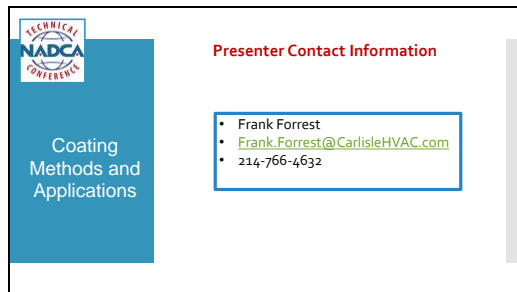 TECHNICAL
NADCA
CONFERENCE
Presenter Contact Information
Coating
Methods and
Applications
• Frank Forrest
• Frank.Forrest@CarlisleHVAC.com
• 214-766-4632